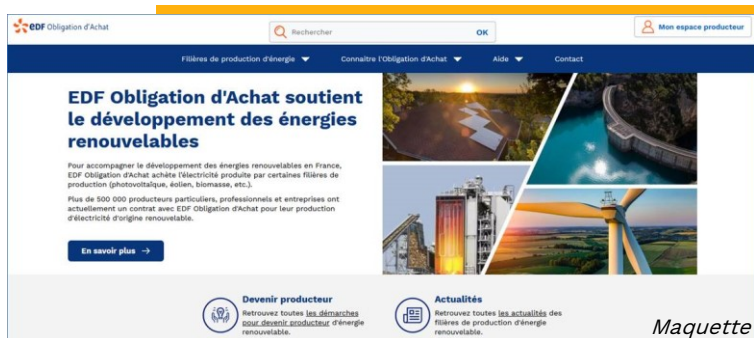 edf Obligation d'Achat
Rechercher
OK
Mon espace producteur
Filières de production d'énergie
Connaitre l'Obligation d'Achat
Aide
Contact
EDF Obligation d'Achat soutient
le développement des énergies
renouvelables
Pour accompagner le développement des énergies renouvelables en France,
EDF Obligation d'Achat achète l'électricité produite par certaines filières de
production (photovoltaïque, éolien, biomasse, etc.).
Plus de 500 000 producteurs particuliers, professionnels et entreprises ont
actuellement un contrat avec EDF Obligation d'Achat pour leur production
d'électricité d'origine renouvelable.
En savoir plus →
Devenir producteur
Retrouvez toutes les démarches
pour devenir producteur d'énergie
renouvelable.
Actualités
Retrouvez toutes les actualités des
filières de production d'énergie
renouvelable.
Maquette